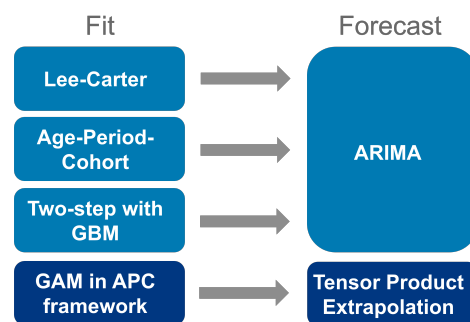 Fit
Forecast
Lee-Carter
Age-Period-
Cohort
ARIMA
Two-step with
GBM
GAM in APC
framework
Tensor Product
Extrapolation